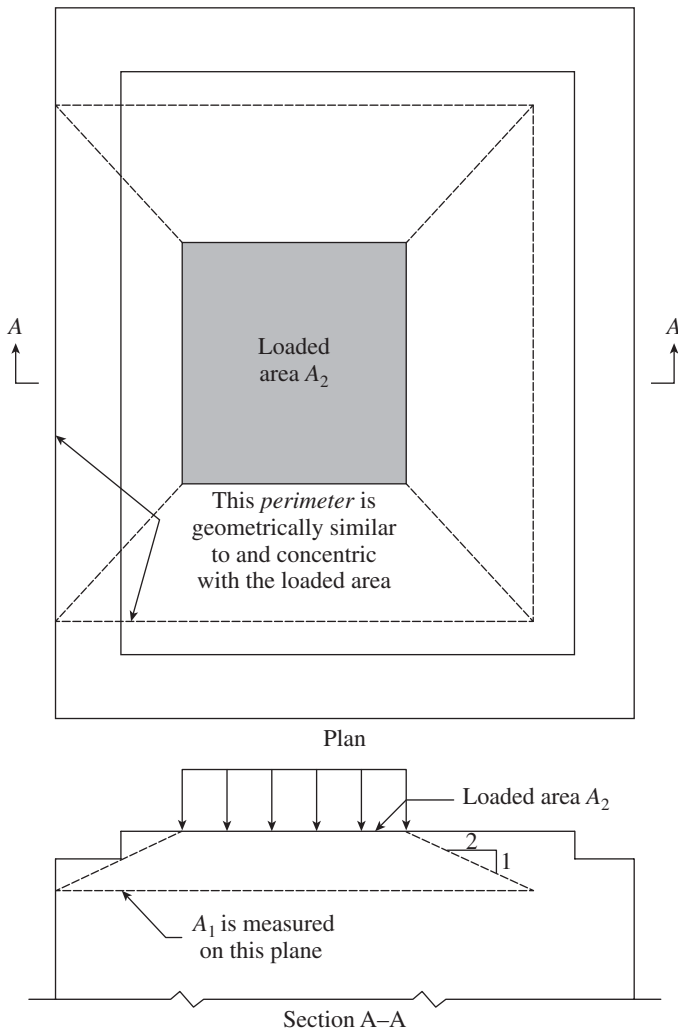 A
A
Loaded
area A₂
This perimeter is
geometrically similar
to and concentric
with the loaded area
Plan
Loaded area A₂
2
1
A₁ is measured
on this plane
Section A–A